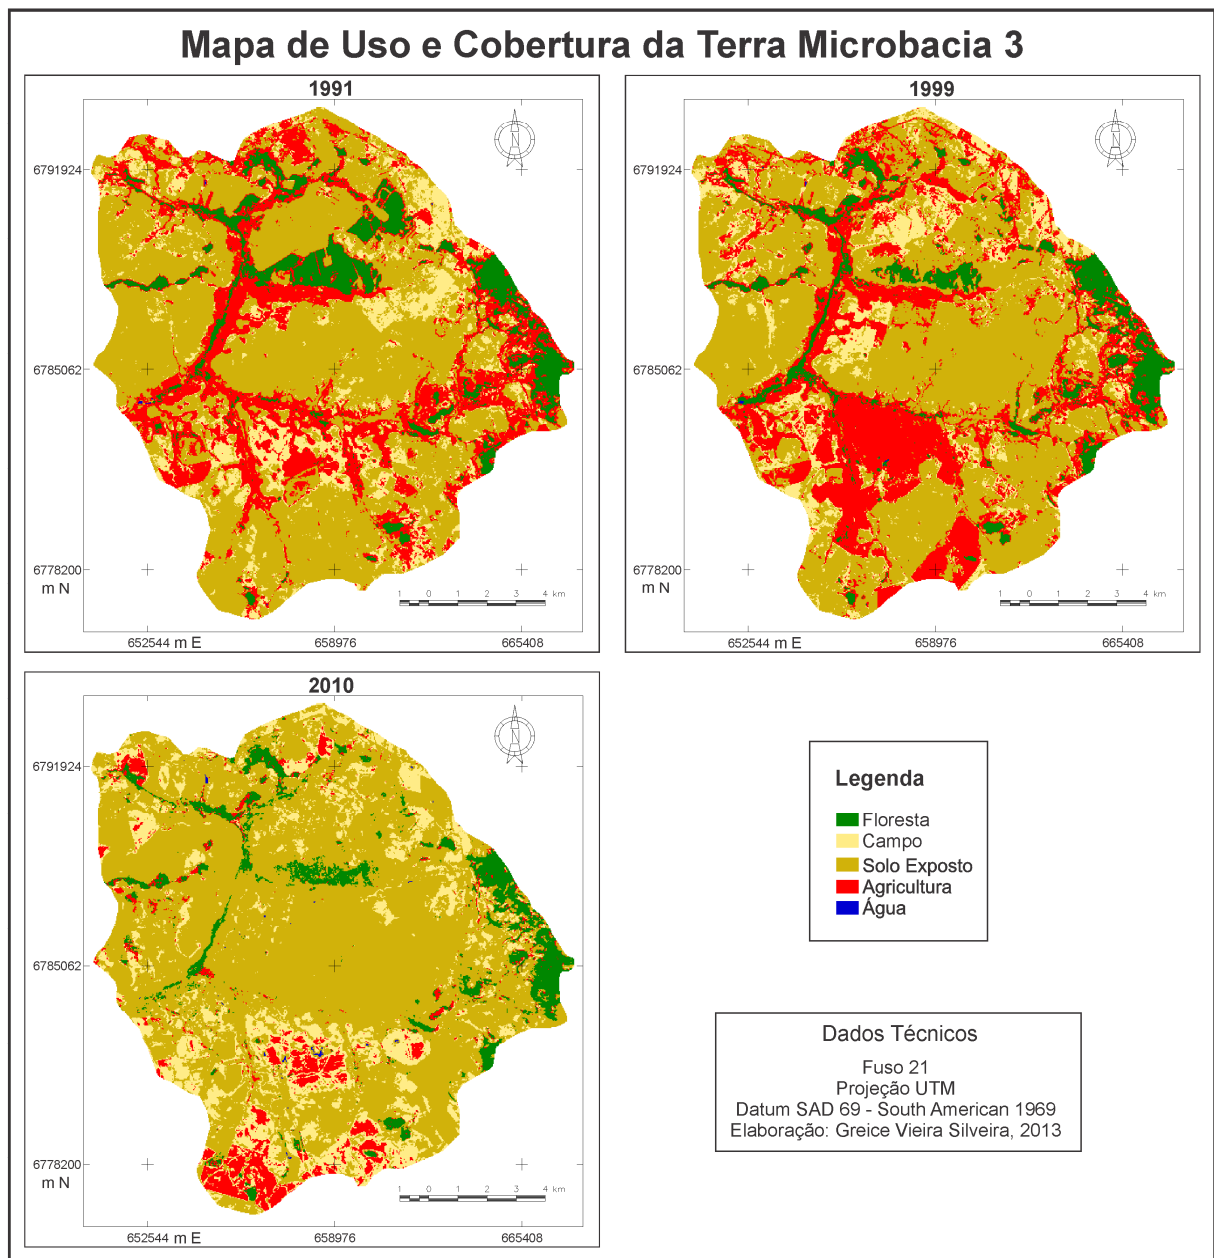 Mapa de Uso e Cobertura da Terra Microbacia 3
1991
6791924
6785062
6778200
m N
1 0 1 2 3 4 km
652544 m E
658976
665408
1999
6791924
6785062
6778200
m N
1 0 1 2 3 4 km
652544 m E
658976
665408
2010
6791924
6785062
6778200
m N
1 0 1 2 3 4 km
652544 m E
658976
665408
Legenda
Floresta
Campo
Solo Exposto
Agricultura
Água
Dados Técnicos
Fuso 21
Projeção UTM
Datum SAD 69 - South American 1969
Elaboração: Greice Vieira Silveira, 2013